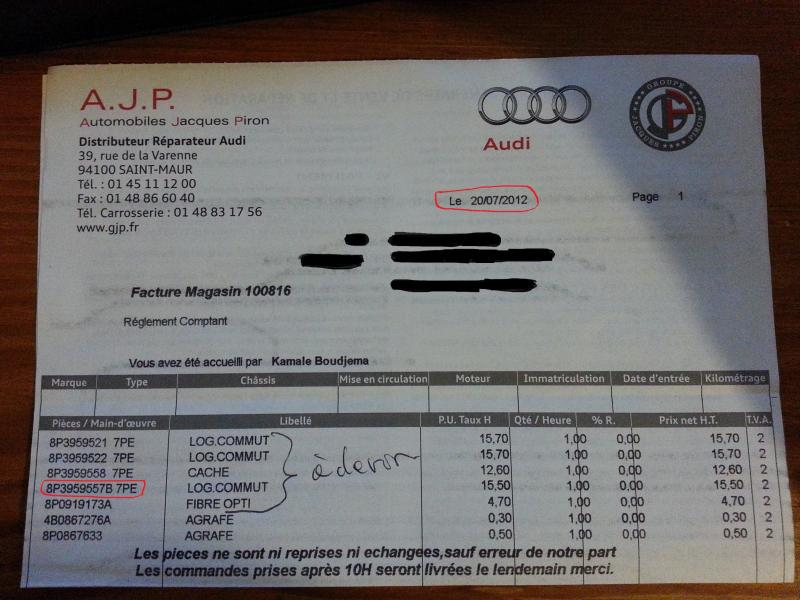 A.J.P.
Automobiles Jacques Piron
Distributeur Réparateur Audi
39, rue de la Varenne
94100 SAINT-MAUR
Tél. : 01 45 11 12 00
Fax : 01 48 86 60 40
Tél. Carrosserie : 01 48 83 17 56
www.gjp.fr
Audi
GROUPE JACQUES PIRON
Le 20/07/2012
Page 1
Facture Magasin 100816
Réglement Comptant
Vous avez été accueilli par Kamale Boudjema
Marque Type Châssis Mise en circulation Moteur Immatriculation Date d'entrée Kilométrage
Pièces / Main-d'œuvre Libellé P.U. Taux H Qté / Heure % R. Prix net H.T. T.V.A.
8P3959521 7PE LOG.COMMUT 15,70 1,00 0,00 15,70 2
8P3959522 7PE LOG.COMMUT 15,70 1,00 0,00 15,70 2
8P3959558 7PE CACHE 12,60 1,00 0,00 12,60 2
8P3959557B 7PE LOG.COMMUT 15,50 1,00 0,00 15,50 2
8P0919173A FIBRE OPTI 4,70 1,00 0,00 4,70 2
4B0867276A AGRAFE 0,30 1,00 0,00 0,30 2
8P0867633 AGRAFE 0,50 1,00 0,00 0,50 2
Les pieces ne sont ni reprises ni echangees,sauf erreur de notre part
Les commandes prises après 10H seront livrées le lendemain merci.